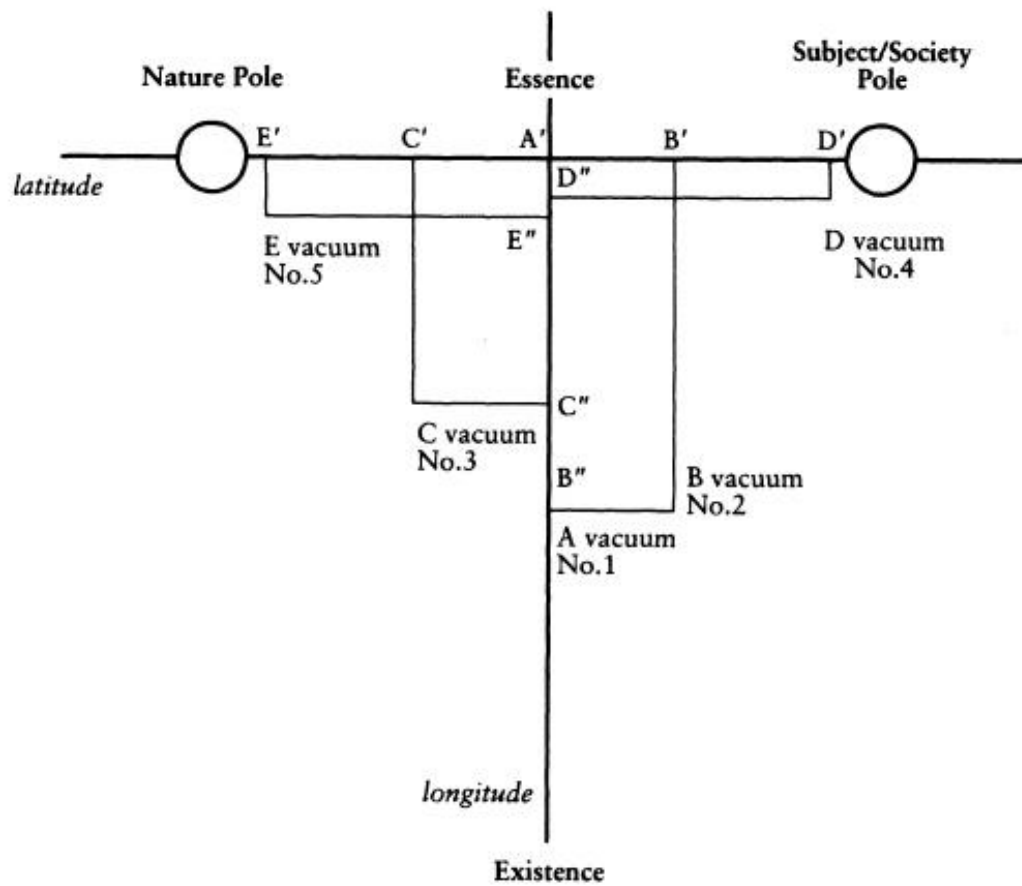 Nature Pole
Essence
Subject/Society
Pole
E'
C'
A'
B'
D'
latitude
D"
E"
E vacuum
No.5
D vacuum
No.4
C"
C vacuum
No.3
B"
B vacuum
No.2
A vacuum
No.1
longitude
Existence